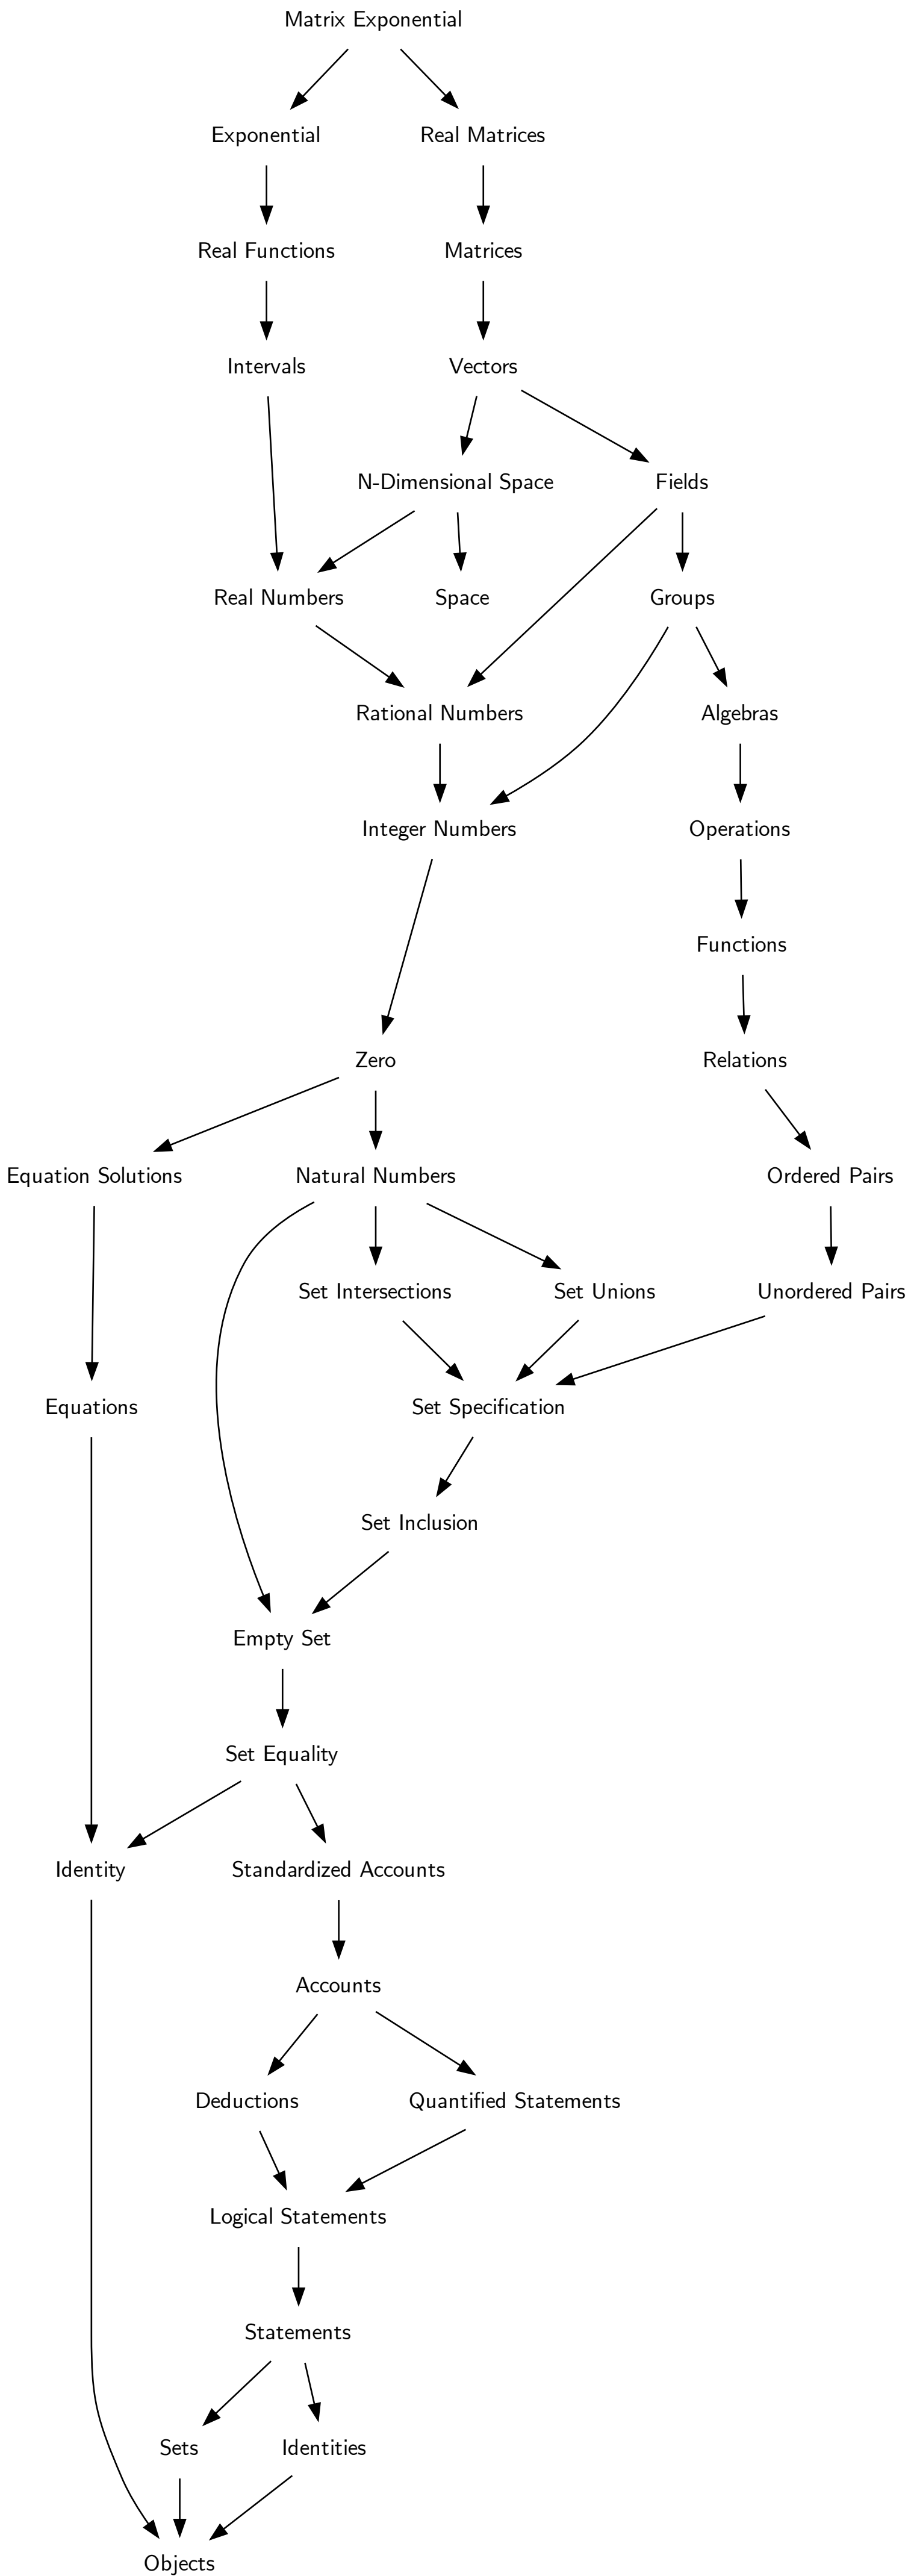 Matrix Exponential
Exponential
Real Matrices
Real Functions
Matrices
Intervals
Vectors
N-Dimensional Space
Fields
Real Numbers
Space
Groups
Rational Numbers
Algebras
Integer Numbers
Operations
Functions
Zero
Relations
Equation Solutions
Natural Numbers
Ordered Pairs
Set Intersections
Set Unions
Unordered Pairs
Equations
Set Specification
Set Inclusion
Empty Set
Set Equality
Identity
Standardized Accounts
Accounts
Deductions
Quantified Statements
Logical Statements
Statements
Sets
Identities
Objects